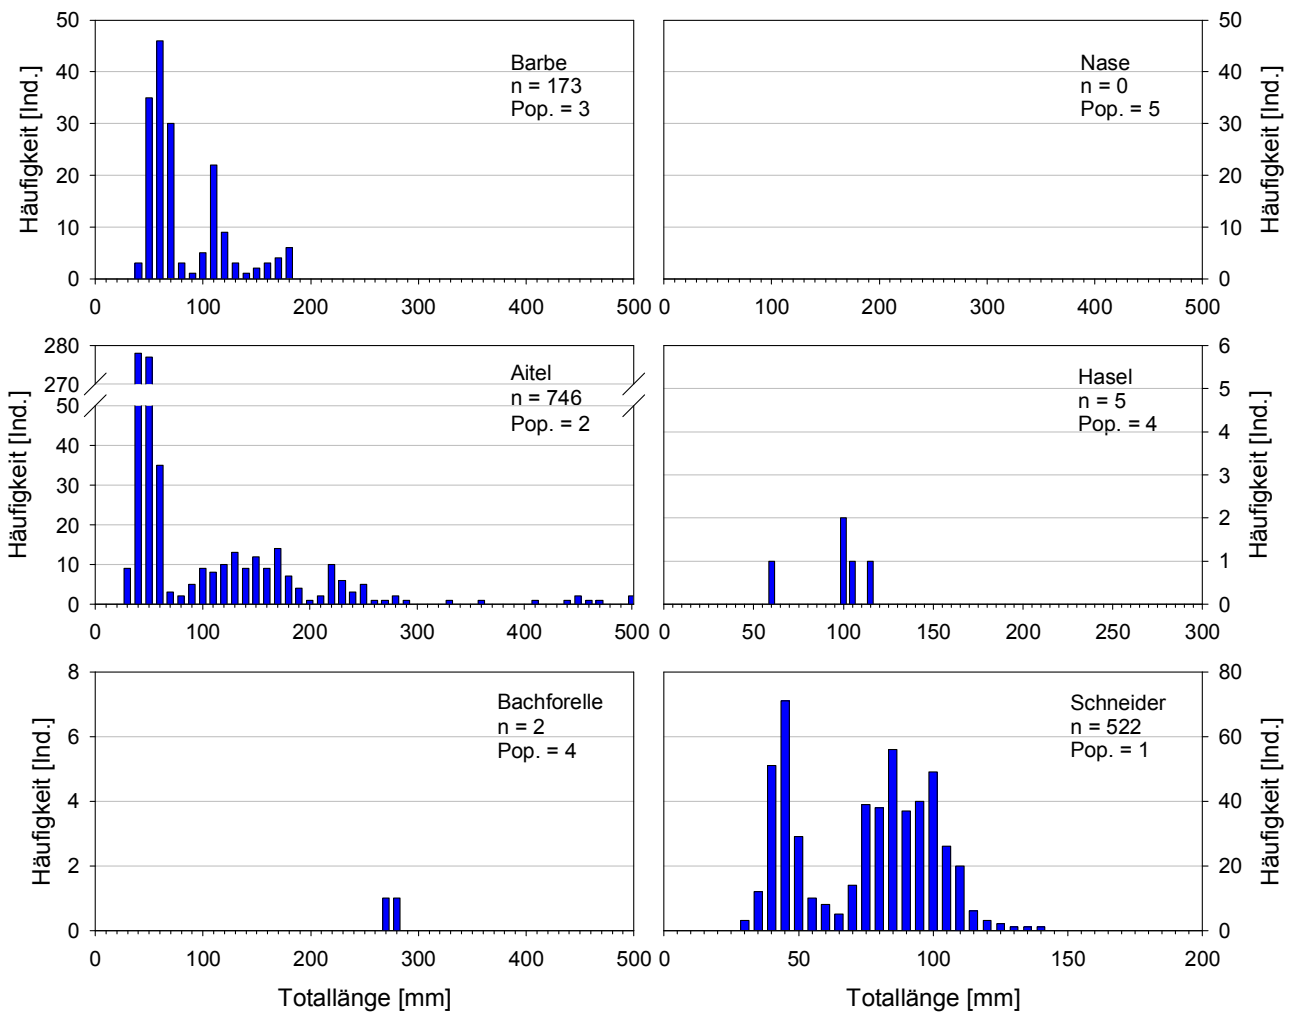 Barbe
n = 173
Pop. = 3
Häufigkeit [Ind.]
50
40
30
20
10
0
0 100 200 300 400 500
Nase
n = 0
Pop. = 5
50
40
30
20
10
0
Häufigkeit [Ind.]
0 100 200 300 400 500
Aitel
n = 746
Pop. = 2
Häufigkeit [Ind.]
280
270
50
40
30
20
10
0
0 100 200 300 400 500
Hasel
n = 5
Pop. = 4
6
5
4
3
2
1
0
Häufigkeit [Ind.]
0 50 100 150 200 250 300
Bachforelle
n = 2
Pop. = 4
Häufigkeit [Ind.]
8
6
4
2
0
0 100 200 300 400 500
Totallänge [mm]
Schneider
n = 522
Pop. = 1
80
60
40
20
0
Häufigkeit [Ind.]
0 50 100 150 200
Totallänge [mm]